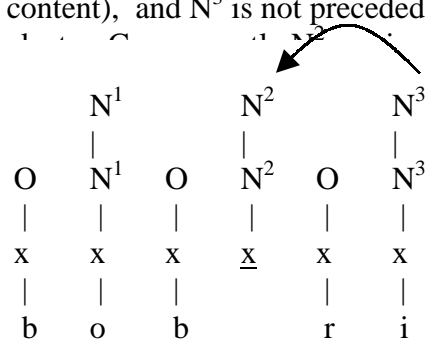 content), and N³ is not preceded
N¹ N² N³
| | |
O N¹ O N² O N³
| | | | | |
x x x x x x
| | | | |
b o b r i